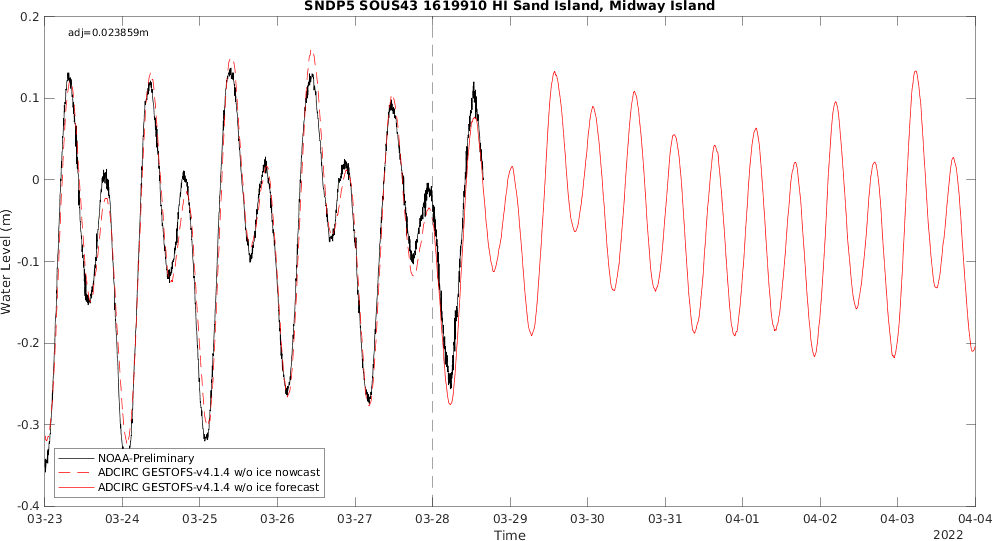 SNDP5 SOUS43 1619910 HI Sand Island, Midway Island
adj=0.023859m
0.2
0.1
0
-0.1
-0.2
-0.3
-0.4
Water Level (m)
NOAA-Preliminary
ADCIRC GESTOFS-v4.1.4 w/o ice nowcast
ADCIRC GESTOFS-v4.1.4 w/o ice forecast
03-23 03-24 03-25 03-26 03-27 03-28 03-29 03-30 03-31 04-01 04-02 04-03 04-04
Time
2022